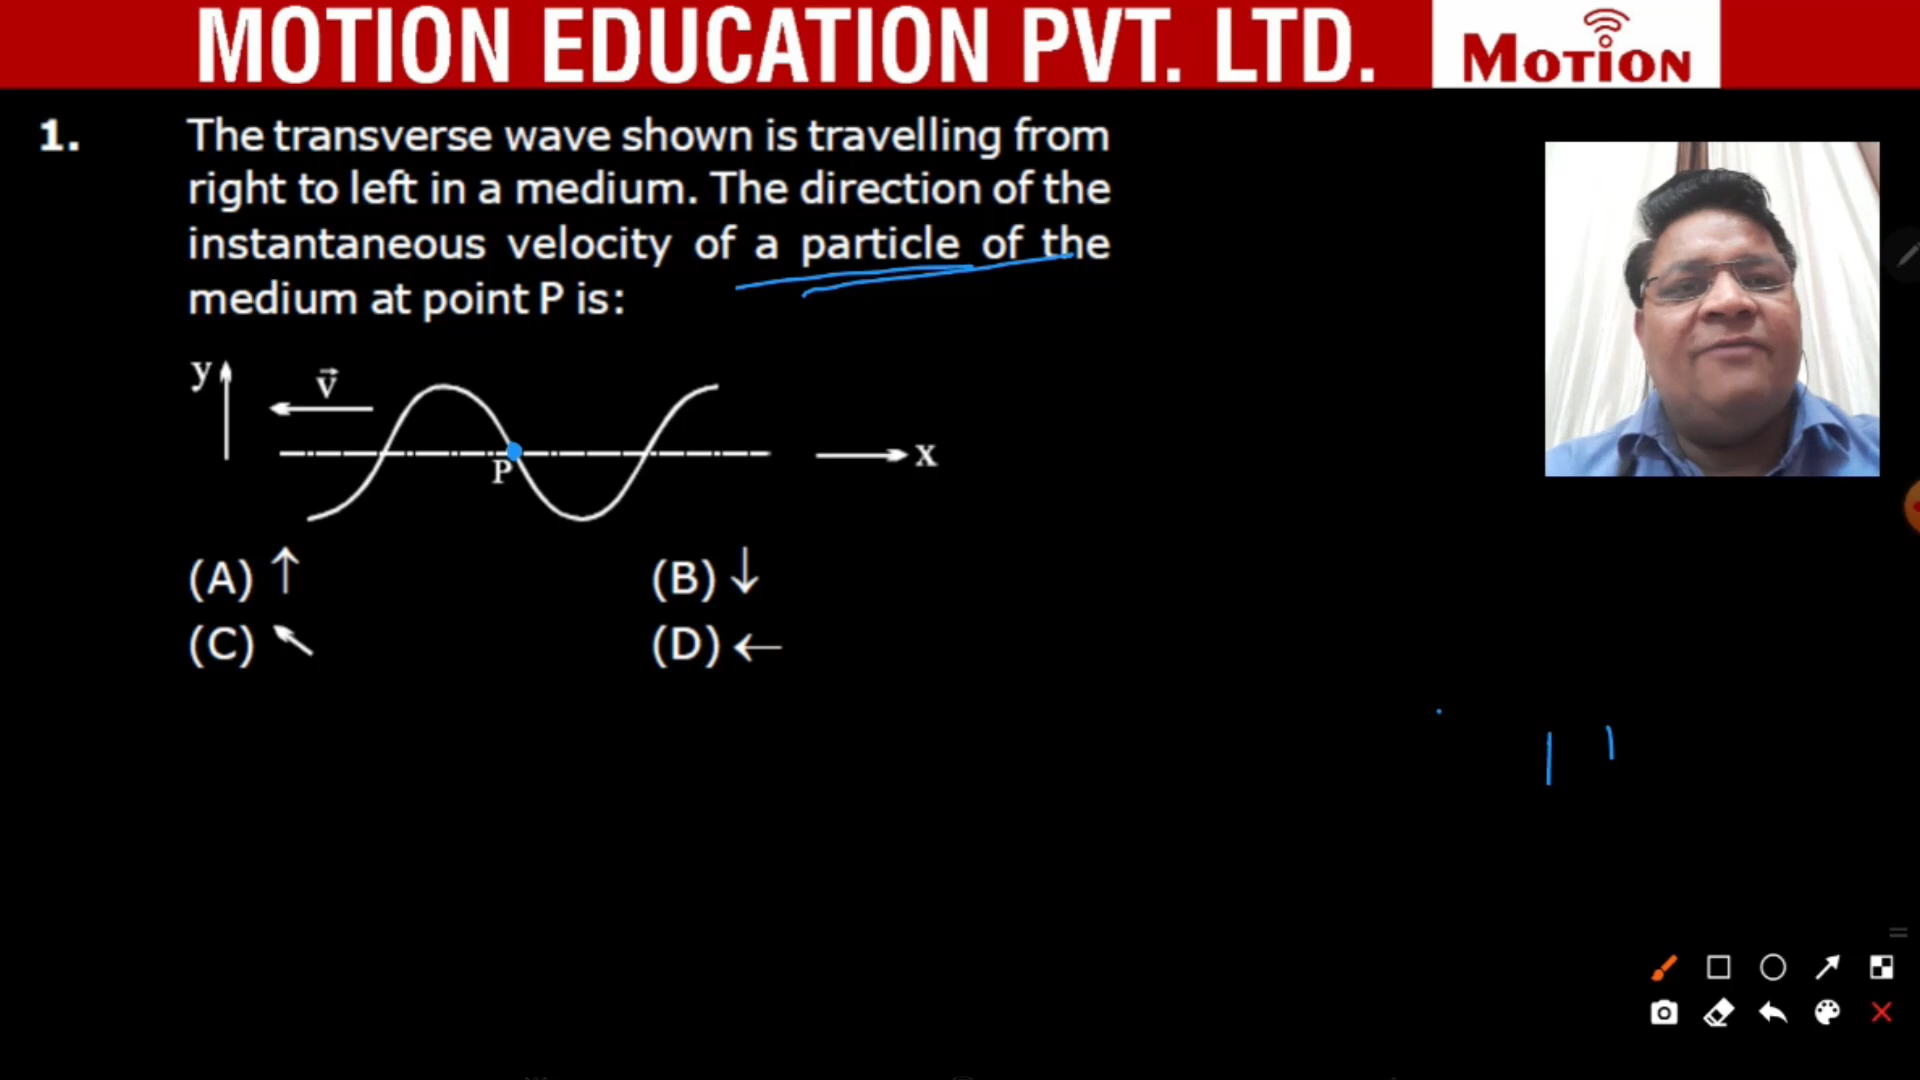 MOTION EDUCATION PVT. LTD.
MOTION
1. The transverse wave shown is travelling from
right to left in a medium. The direction of the
instantaneous velocity of a particle of the
medium at point P is:
y
v⃗
P
x
(A) ↑ (B) ↓
(C) ↖ (D) ←